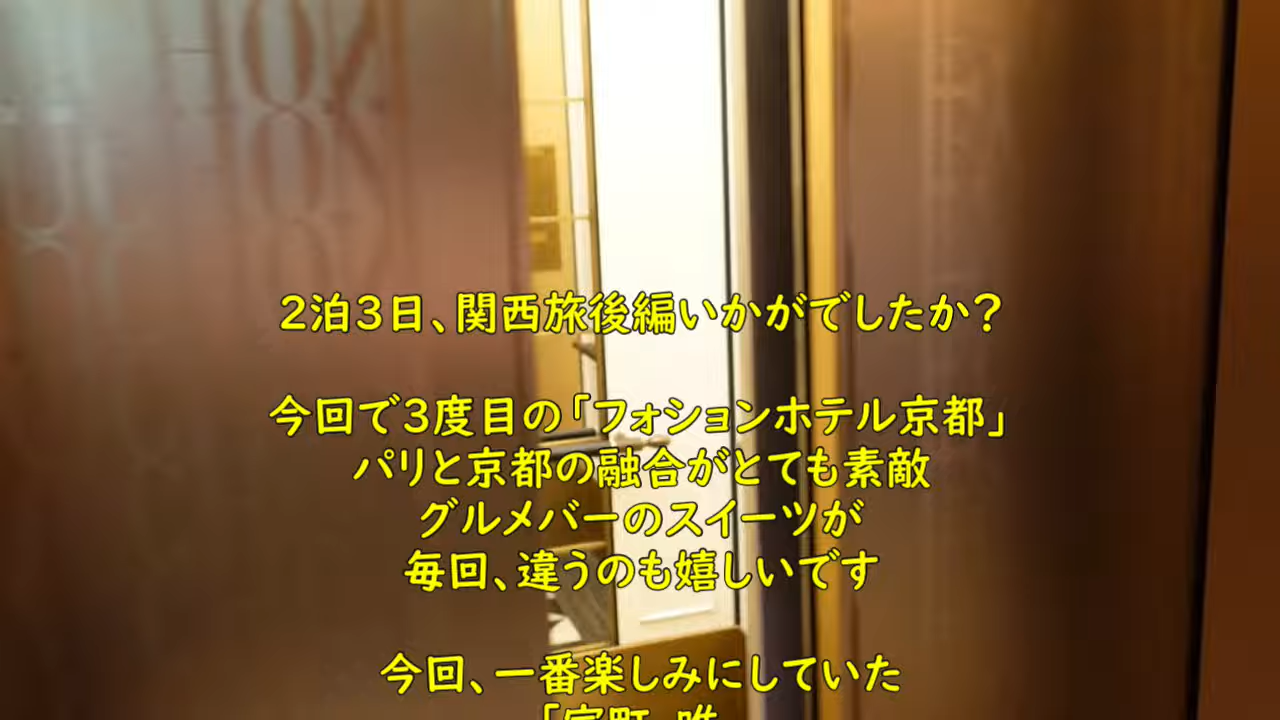 2泊3日、関西旅後編いかがでしたか？
今回で3度目の「フォションホテル京都」
パリと京都の融合がとても素敵
グルメバーのスイーツが
毎回、違うのも嬉しいです
今回、一番楽しみにしていた